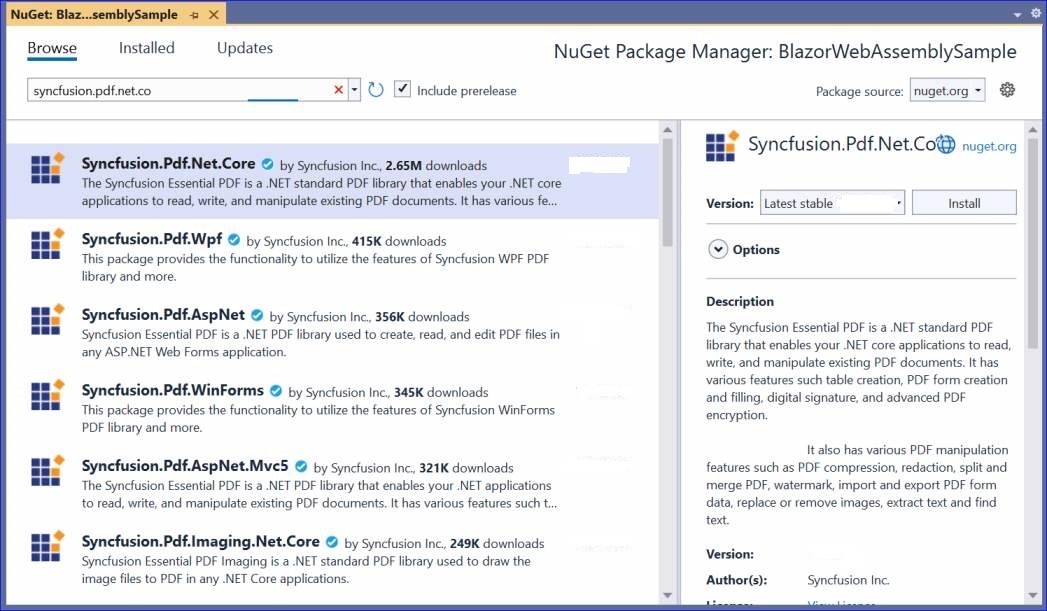 NuGet: Blaz...semblySample
Browse Installed Updates
NuGet Package Manager: BlazorWebAssemblySample
syncfusion.pdf.net.co
Include prerelease
Package source: nuget.org
Syncfusion.Pdf.Net.Core by Syncfusion Inc., 2.65M downloads
The Syncfusion Essential PDF is a .NET standard PDF library that enables your .NET core
applications to read, write, and manipulate existing PDF documents. It has various fe...
Syncfusion.Pdf.Wpf by Syncfusion Inc., 415K downloads
This package provides the functionality to utilize the features of Syncfusion WPF PDF
library and more.
Syncfusion.Pdf.AspNet by Syncfusion Inc., 356K downloads
Syncfusion Essential PDF is a .NET PDF library used to create, read, and edit PDF files in
any ASP.NET Web Forms application.
Syncfusion.Pdf.WinForms by Syncfusion Inc., 345K downloads
This package provides the functionality to utilize the features of Syncfusion WinForms
PDF library and more.
Syncfusion.Pdf.AspNet.Mvc5 by Syncfusion Inc., 321K downloads
The Syncfusion Essential PDF is a .NET PDF library that enables your .NET applications
to read, write, and manipulate existing PDF documents. It has various features such t...
Syncfusion.Pdf.Imaging.Net.Core by Syncfusion Inc., 249K downloads
Syncfusion Essential PDF Imaging is a .NET standard PDF library used to draw the
image files to PDF in any .NET Core applications.
Syncfusion.Pdf.Net.Co nuget.org
Version: Latest stable Install
Options
Description
The Syncfusion Essential PDF is a .NET standard PDF
library that enables your .NET core applications to read,
write, and manipulate existing PDF documents. It has
various features such table creation, PDF form creation
and filling, digital signature, and advanced PDF
encryption.
It also has various PDF manipulation
features such as PDF compression, redaction, split and
merge PDF, watermark, import and export PDF form
data, replace or remove images, extract text and find
text.
Version:
Author(s): Syncfusion Inc.
License: View License